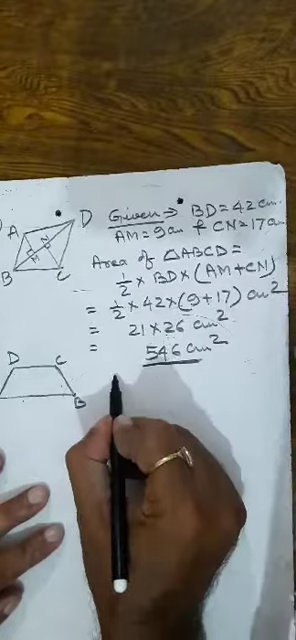 A D Given → BD = 42 cm
AM = 9 cm & CN = 17 cm
B C
Area of △ABCD =
1/2 × BD × (AM + CN)
= 1/2 × 42 × (9 + 17) cm²
= 21 × 26 cm²
= 546 cm²
D C
B